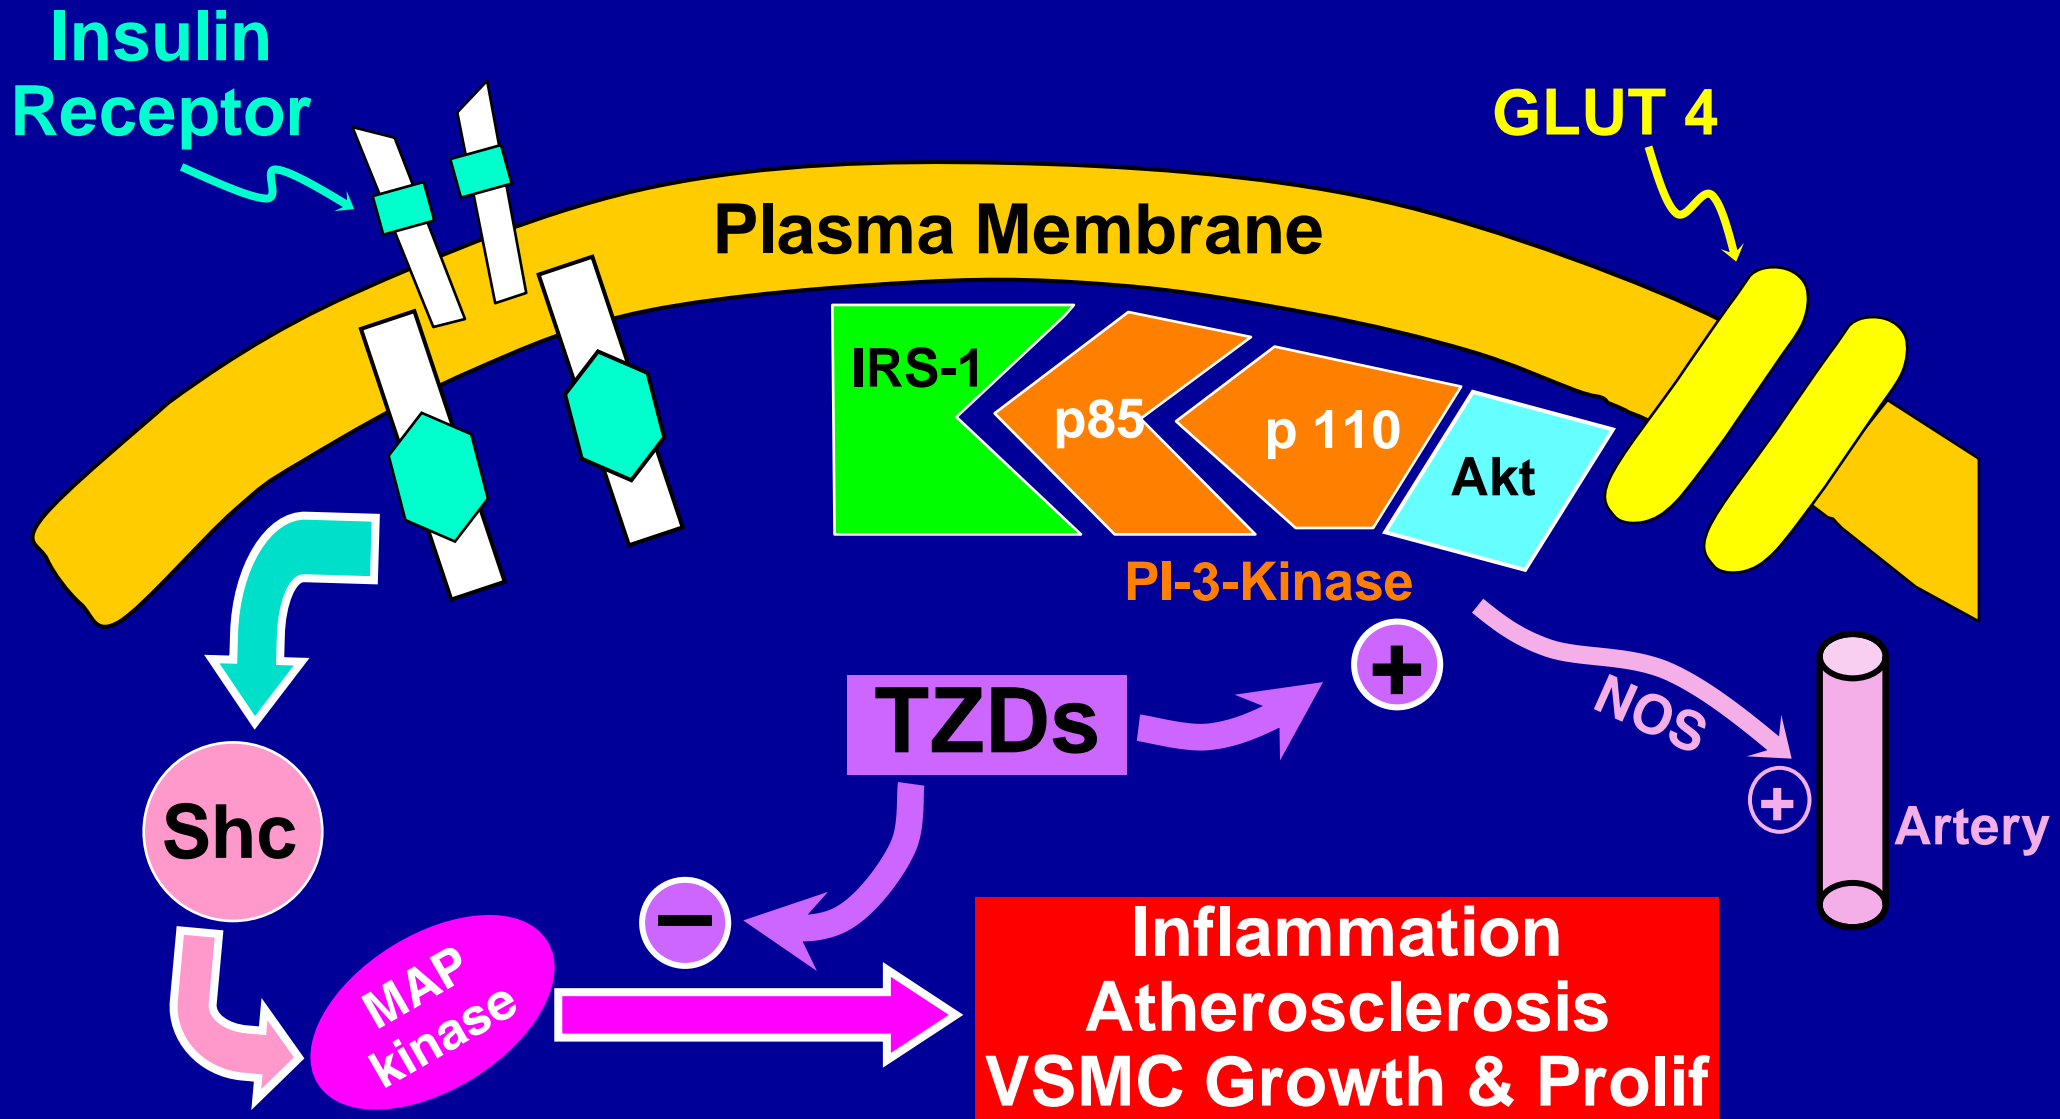 Insulin
Receptor
GLUT 4
Plasma Membrane
IRS-1
p85
p 110
Akt
PI-3-Kinase
+
TZDs
NOS
+
Artery
Shc
−
MAP
kinase
Inflammation
Atherosclerosis
VSMC Growth & Prolif